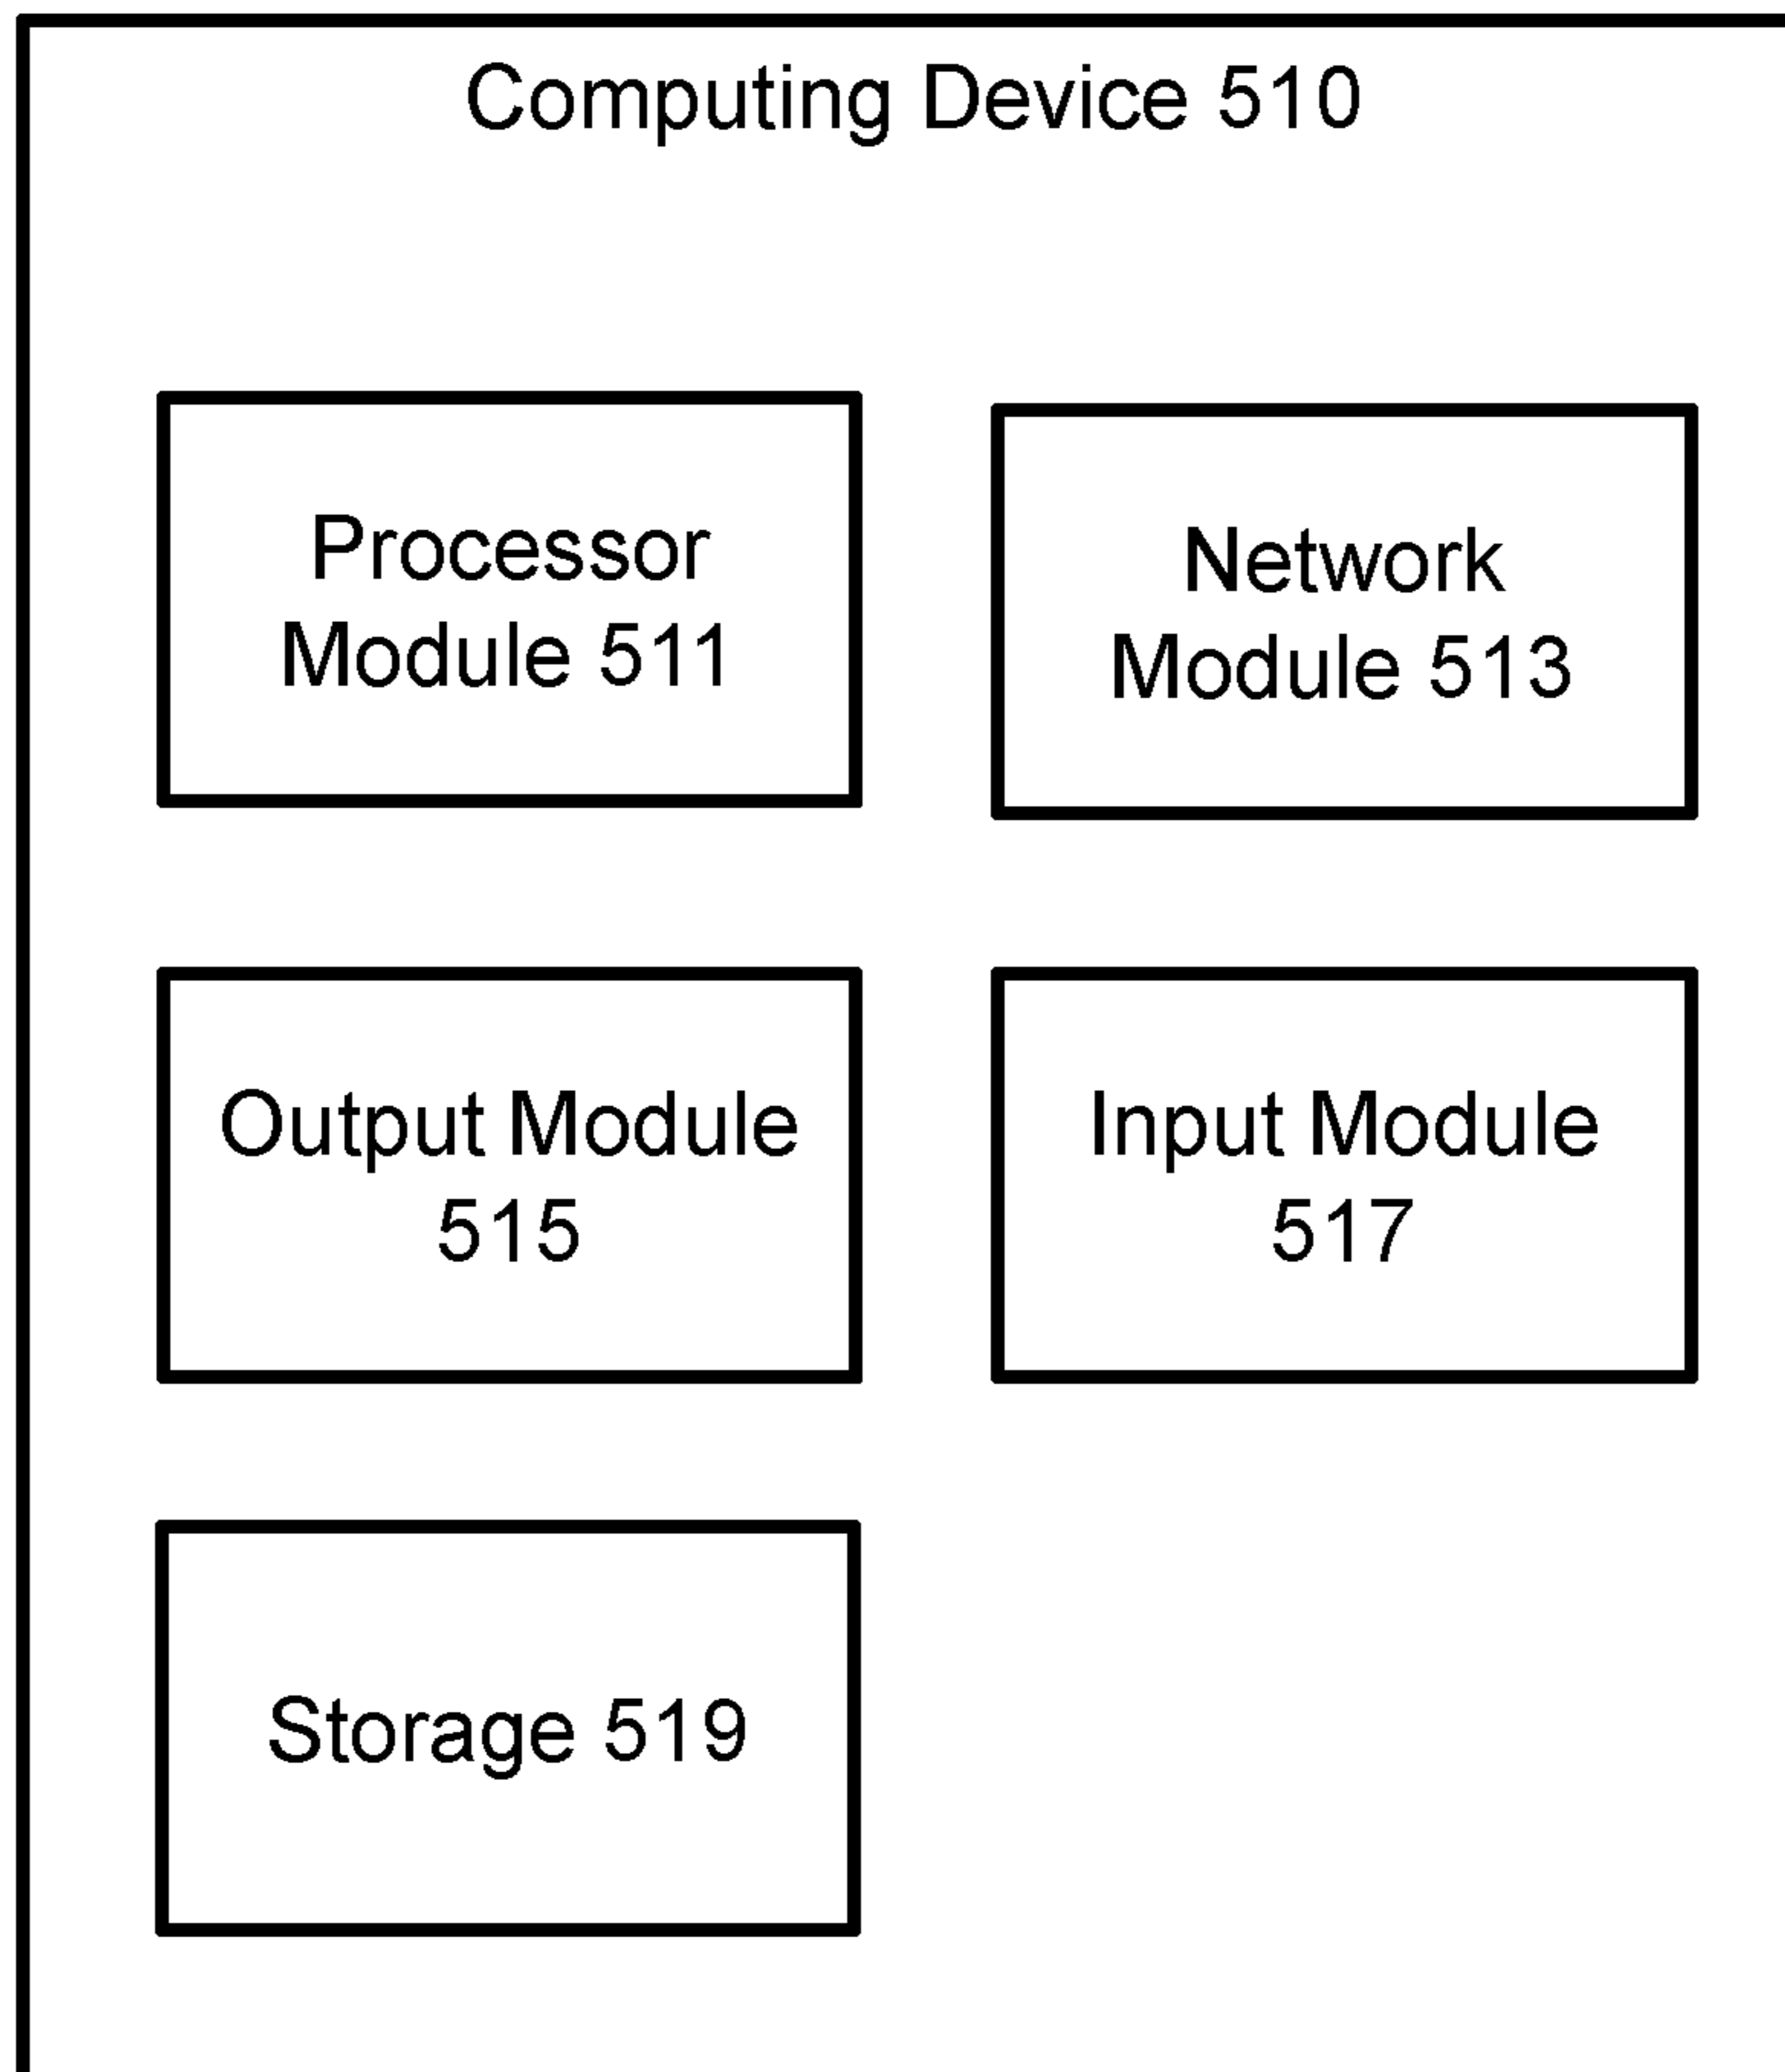 Computing Device 510
Processor
Module 511
Network
Module 513
Output Module
515
Input Module
517
Storage 519